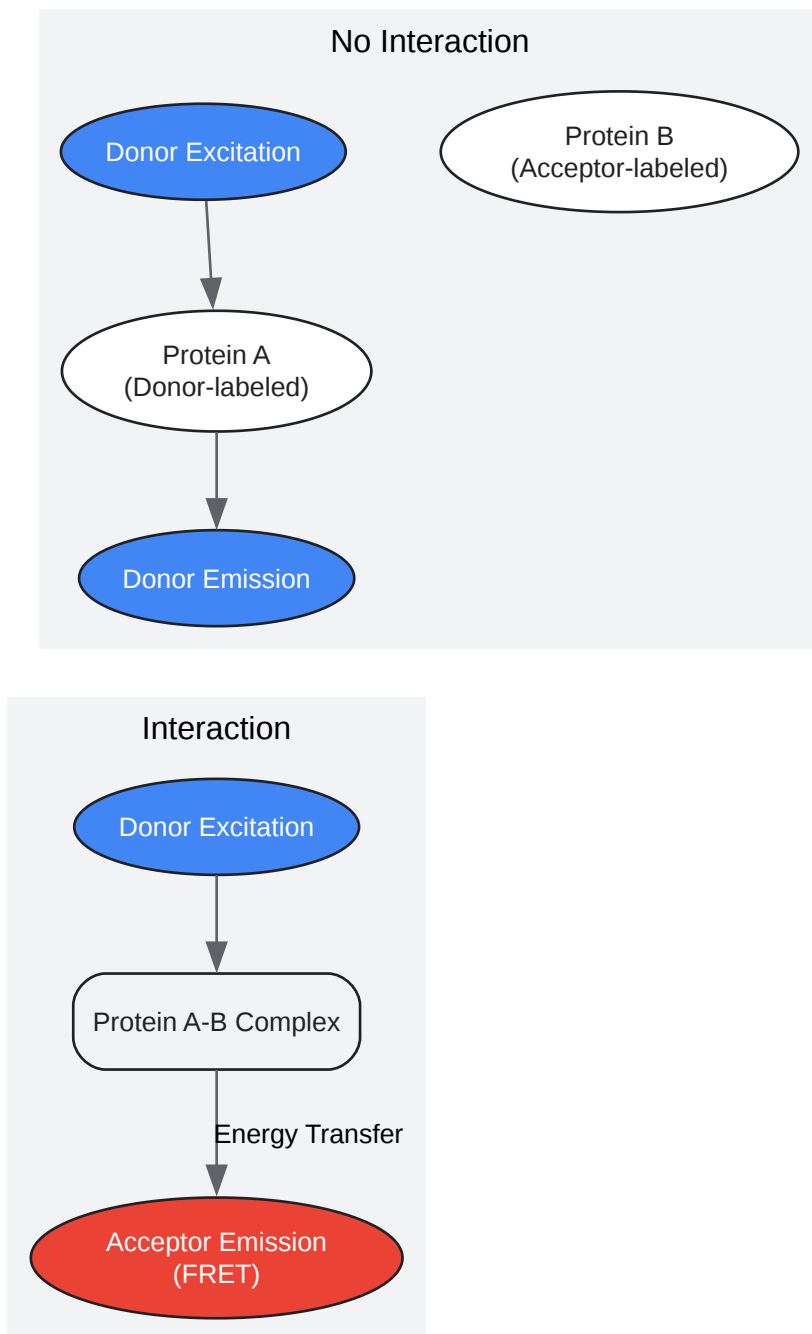 No Interaction
Donor Excitation
Protein B
(Acceptor-labeled)
Protein A
(Donor-labeled)
Donor Emission
Interaction
Donor Excitation
Protein A-B Complex
Energy Transfer
Acceptor Emission
(FRET)